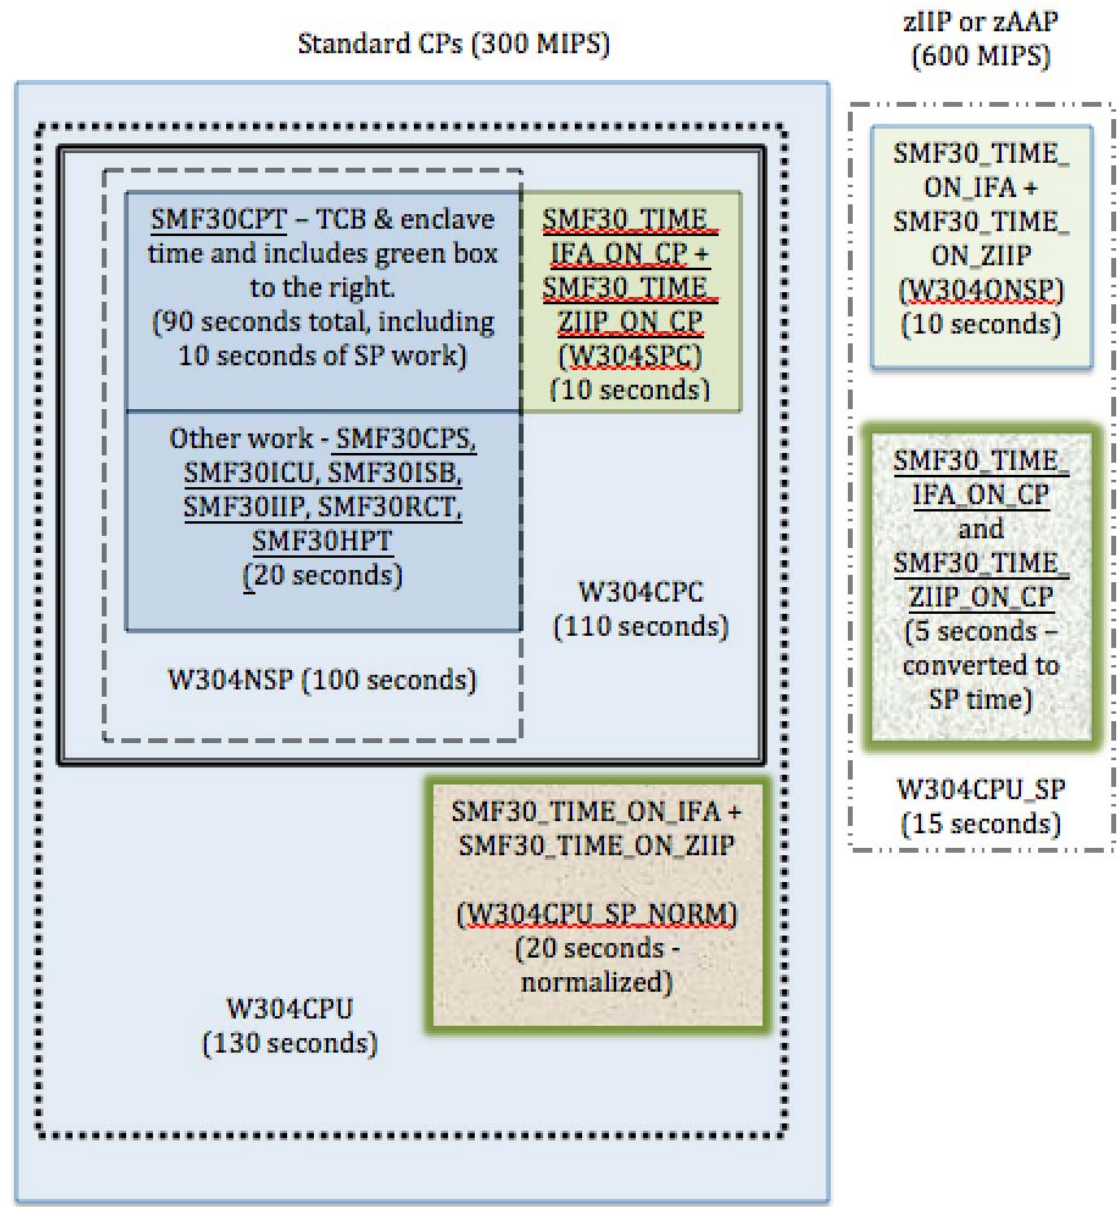 Standard CPs (300 MIPS)
zIIP or zAAP
(600 MIPS)
SMF30CPT – TCB & enclave
time and includes green box
to the right.
(90 seconds total, including
10 seconds of SP work)
SMF30_TIME_
IFA_ON_CP +
SMF30_TIME_
ZIIP_ON_CP
(W304SPC)
(10 seconds)
Other work - SMF30CPS,
SMF30ICU, SMF30ISB,
SMF30IIP, SMF30RCT,
SMF30HPT
(20 seconds)
W304CPC
(110 seconds)
W304NSP (100 seconds)
SMF30_TIME_ON_IFA +
SMF30_TIME_ON_ZIIP
(W304CPU_SP_NORM)
(20 seconds -
normalized)
W304CPU
(130 seconds)
SMF30_TIME_
ON_IFA +
SMF30_TIME_
ON_ZIIP
(W304ONSP)
(10 seconds)
SMF30_TIME_
IFA_ON_CP
and
SMF30_TIME_
ZIIP_ON_CP
(5 seconds –
converted to
SP time)
W304CPU_SP
(15 seconds)